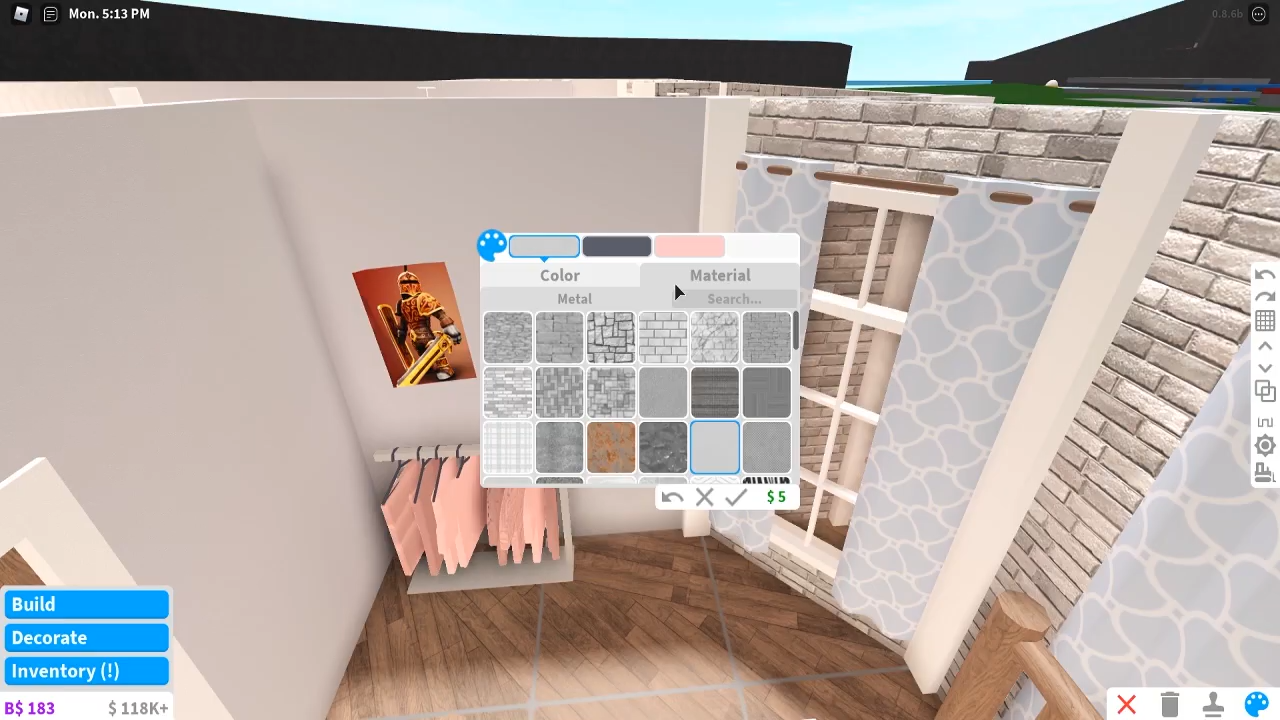 Mon. 5:13 PM
0.8.6b
Color
Material
Metal
Search...
$ 5
Build
Decorate
Inventory (!)
B$ 183
$ 118K+